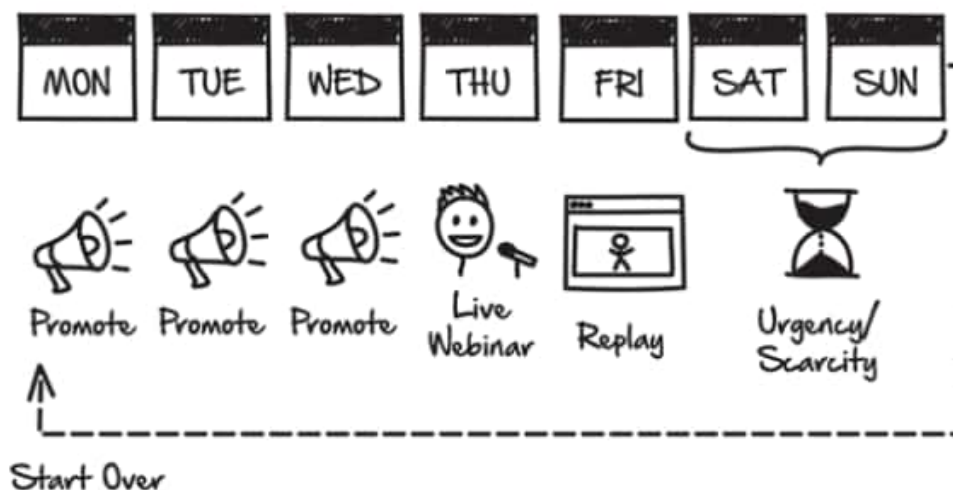 MON TUE WED THU FRI SAT SUN
Promote Promote Promote
Live
Webinar
Replay
Urgency/
Scarcity
Start Over